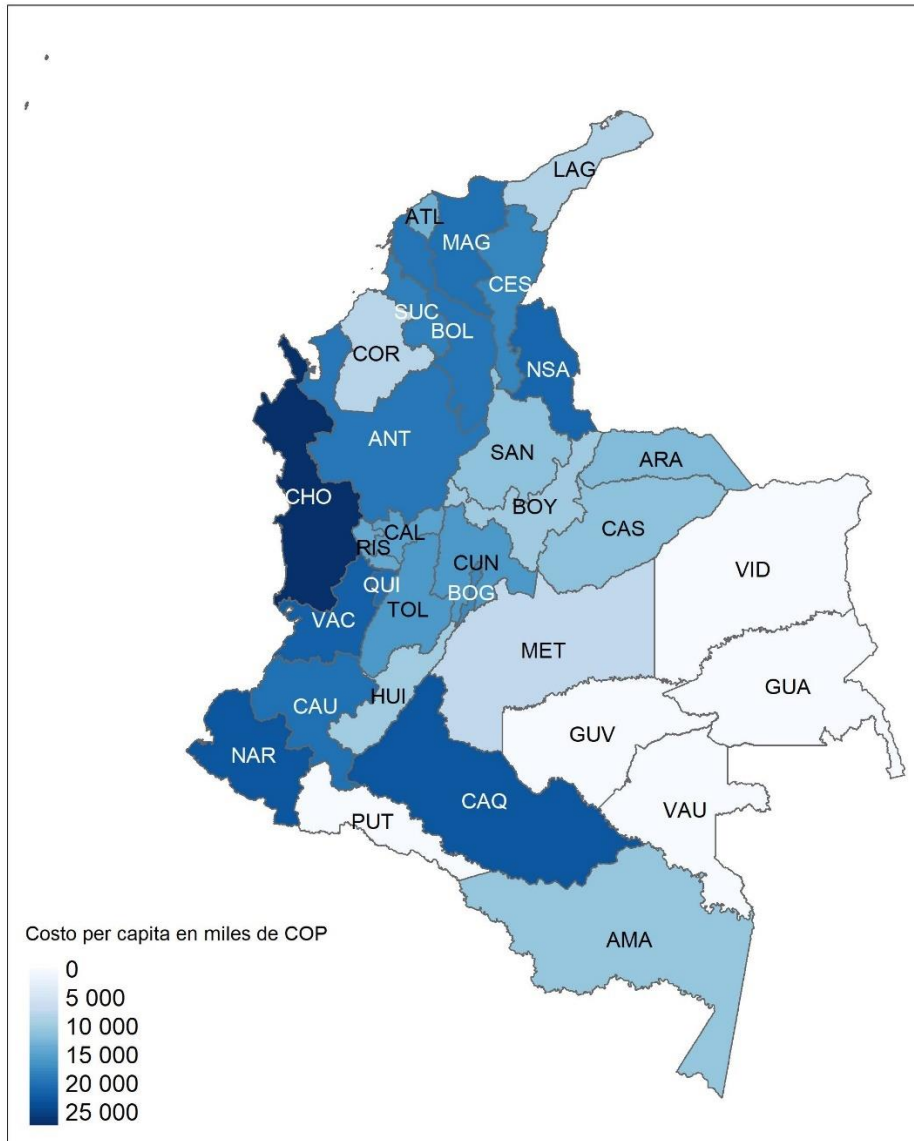 LAG
ATL
MAG
CES
SUC
BOL
COR
NSA
ANT
SAN
ARA
CHO
BOY
CAS
CAL
RIS
CUN
VID
QUI
BOG
TOL
VAC
MET
GUA
HUI
CAU
GUV
NAR
CAQ
VAU
PUT
AMA
Costo per capita en miles de COP
0
5 000
10 000
15 000
20 000
25 000